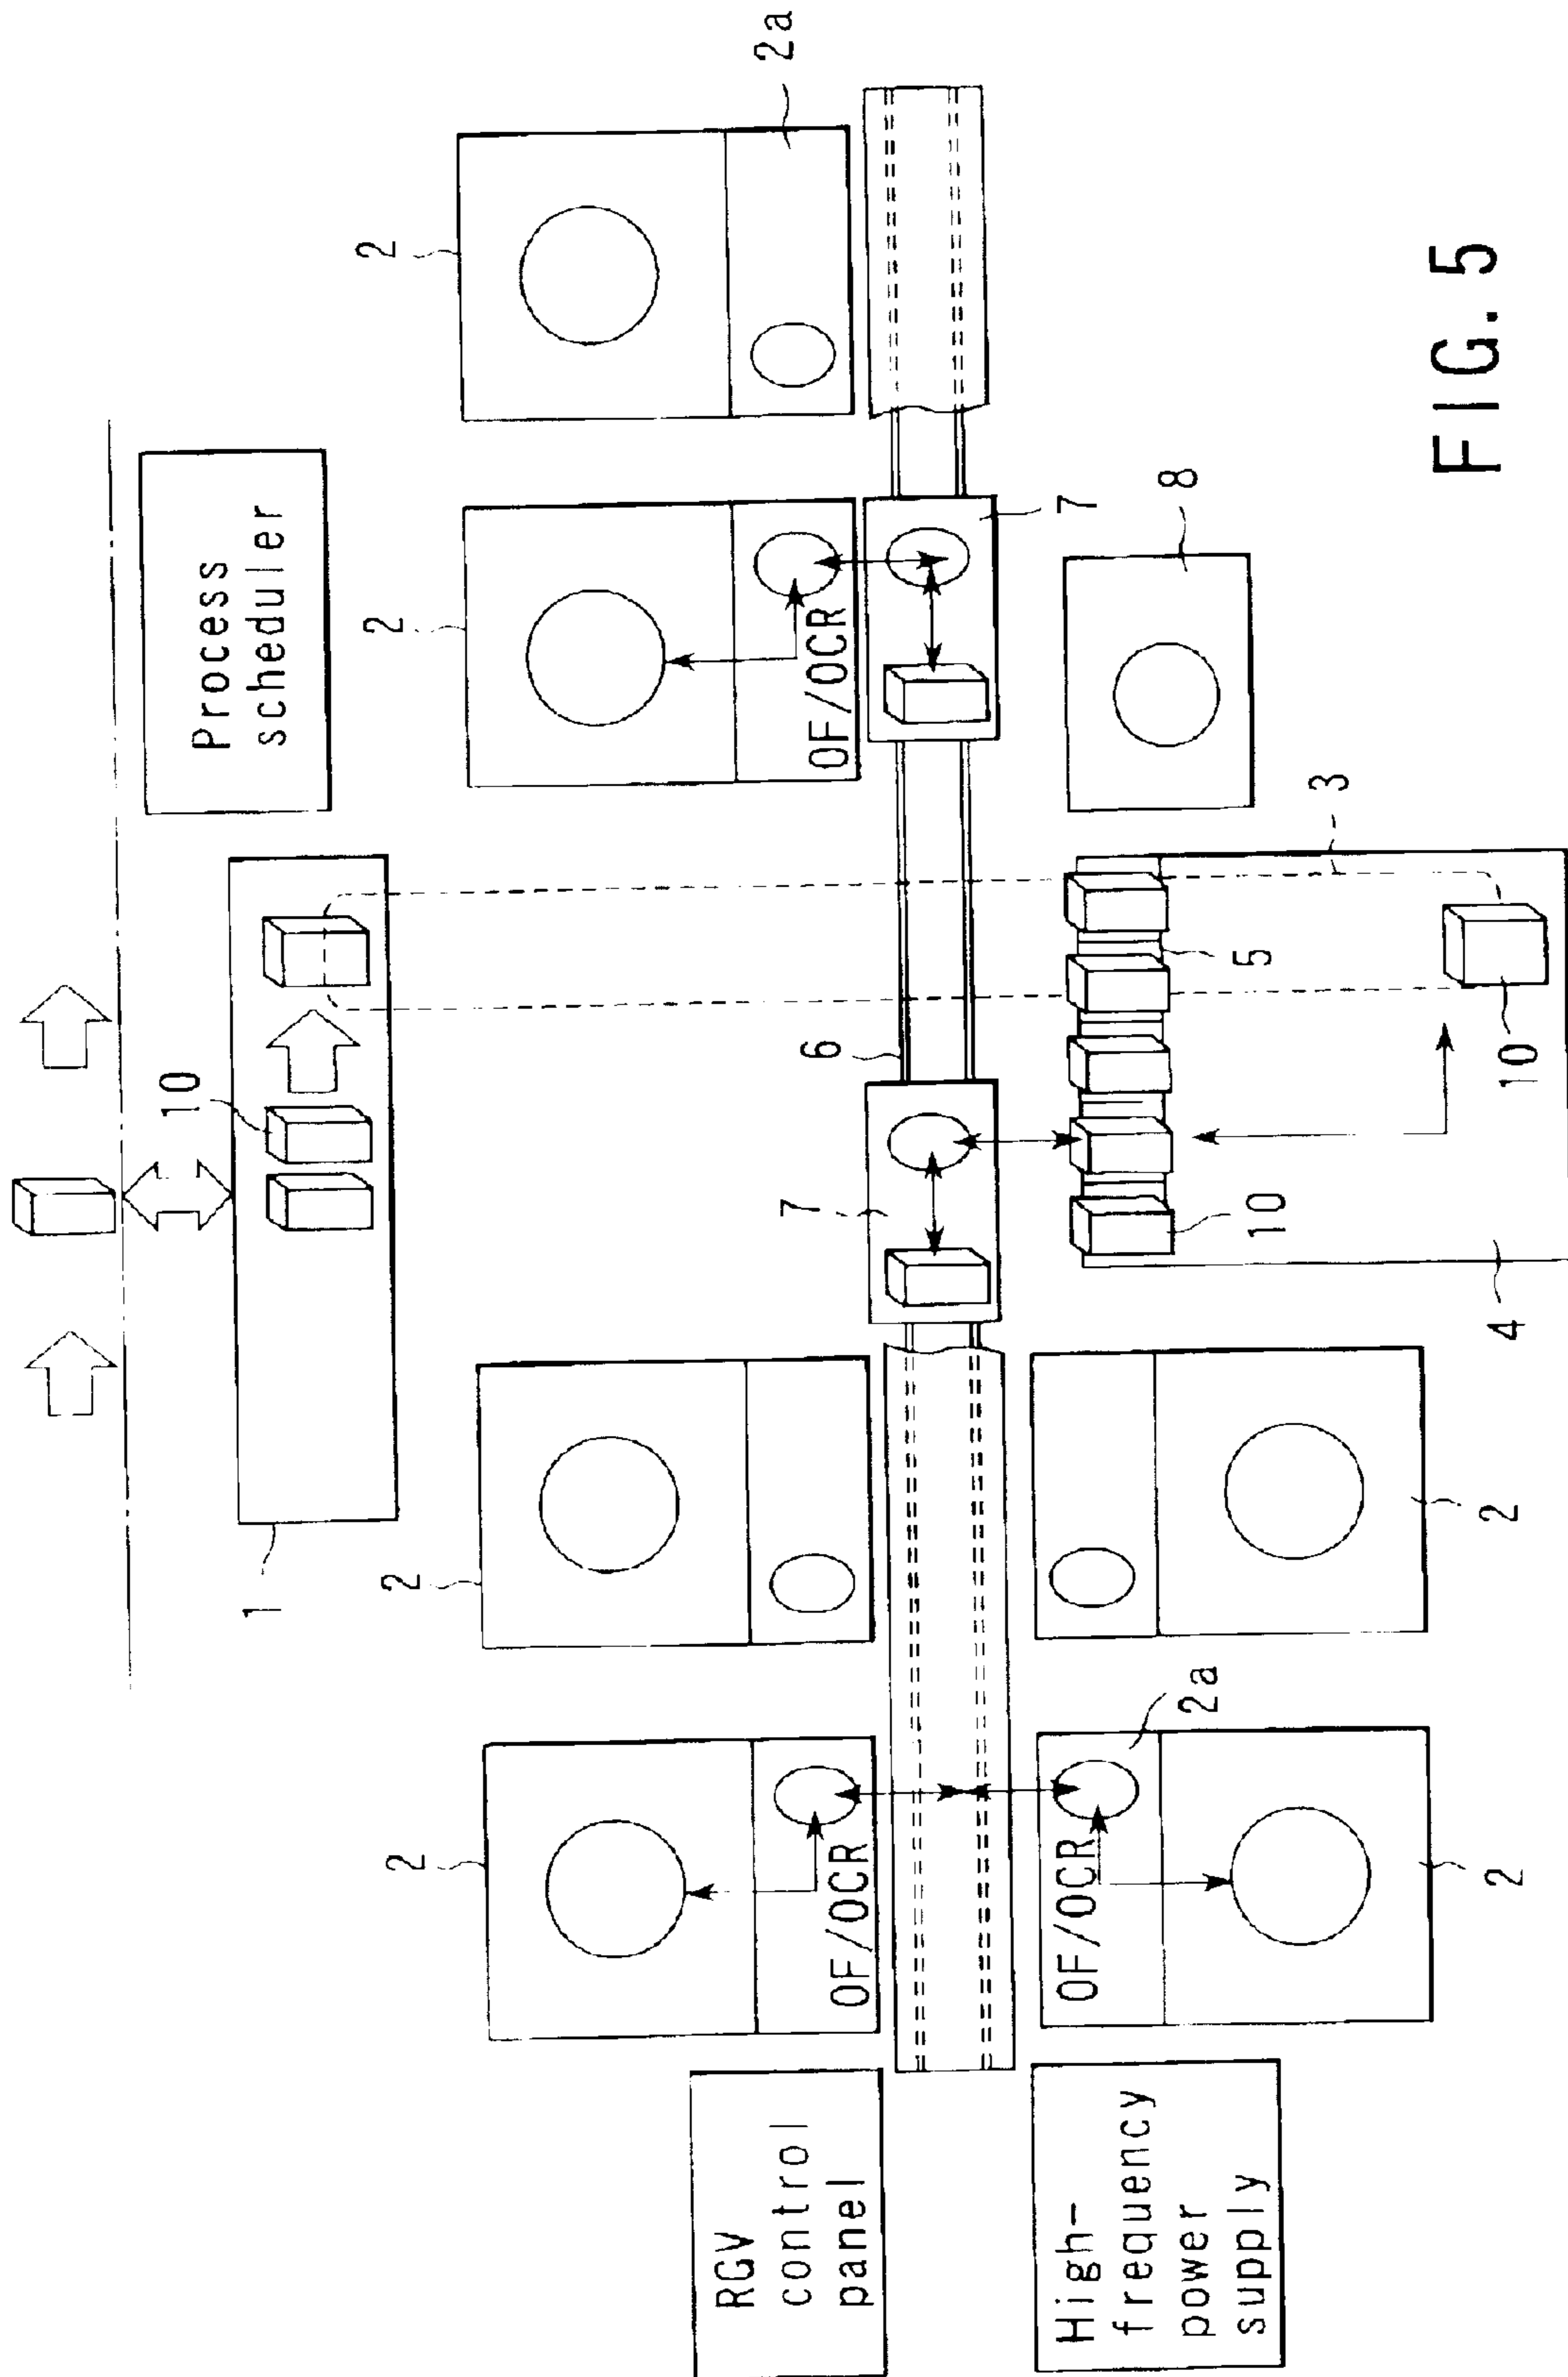 Process
scheduler
10
1
2
2
2
2
2a
OF/OCR
OF/OCR
6
7
7
RGV
control
panel
High-
frequency
power
supply
OF/OCR
2a
2
2
10
5
3
10
4
8
FIG. 5